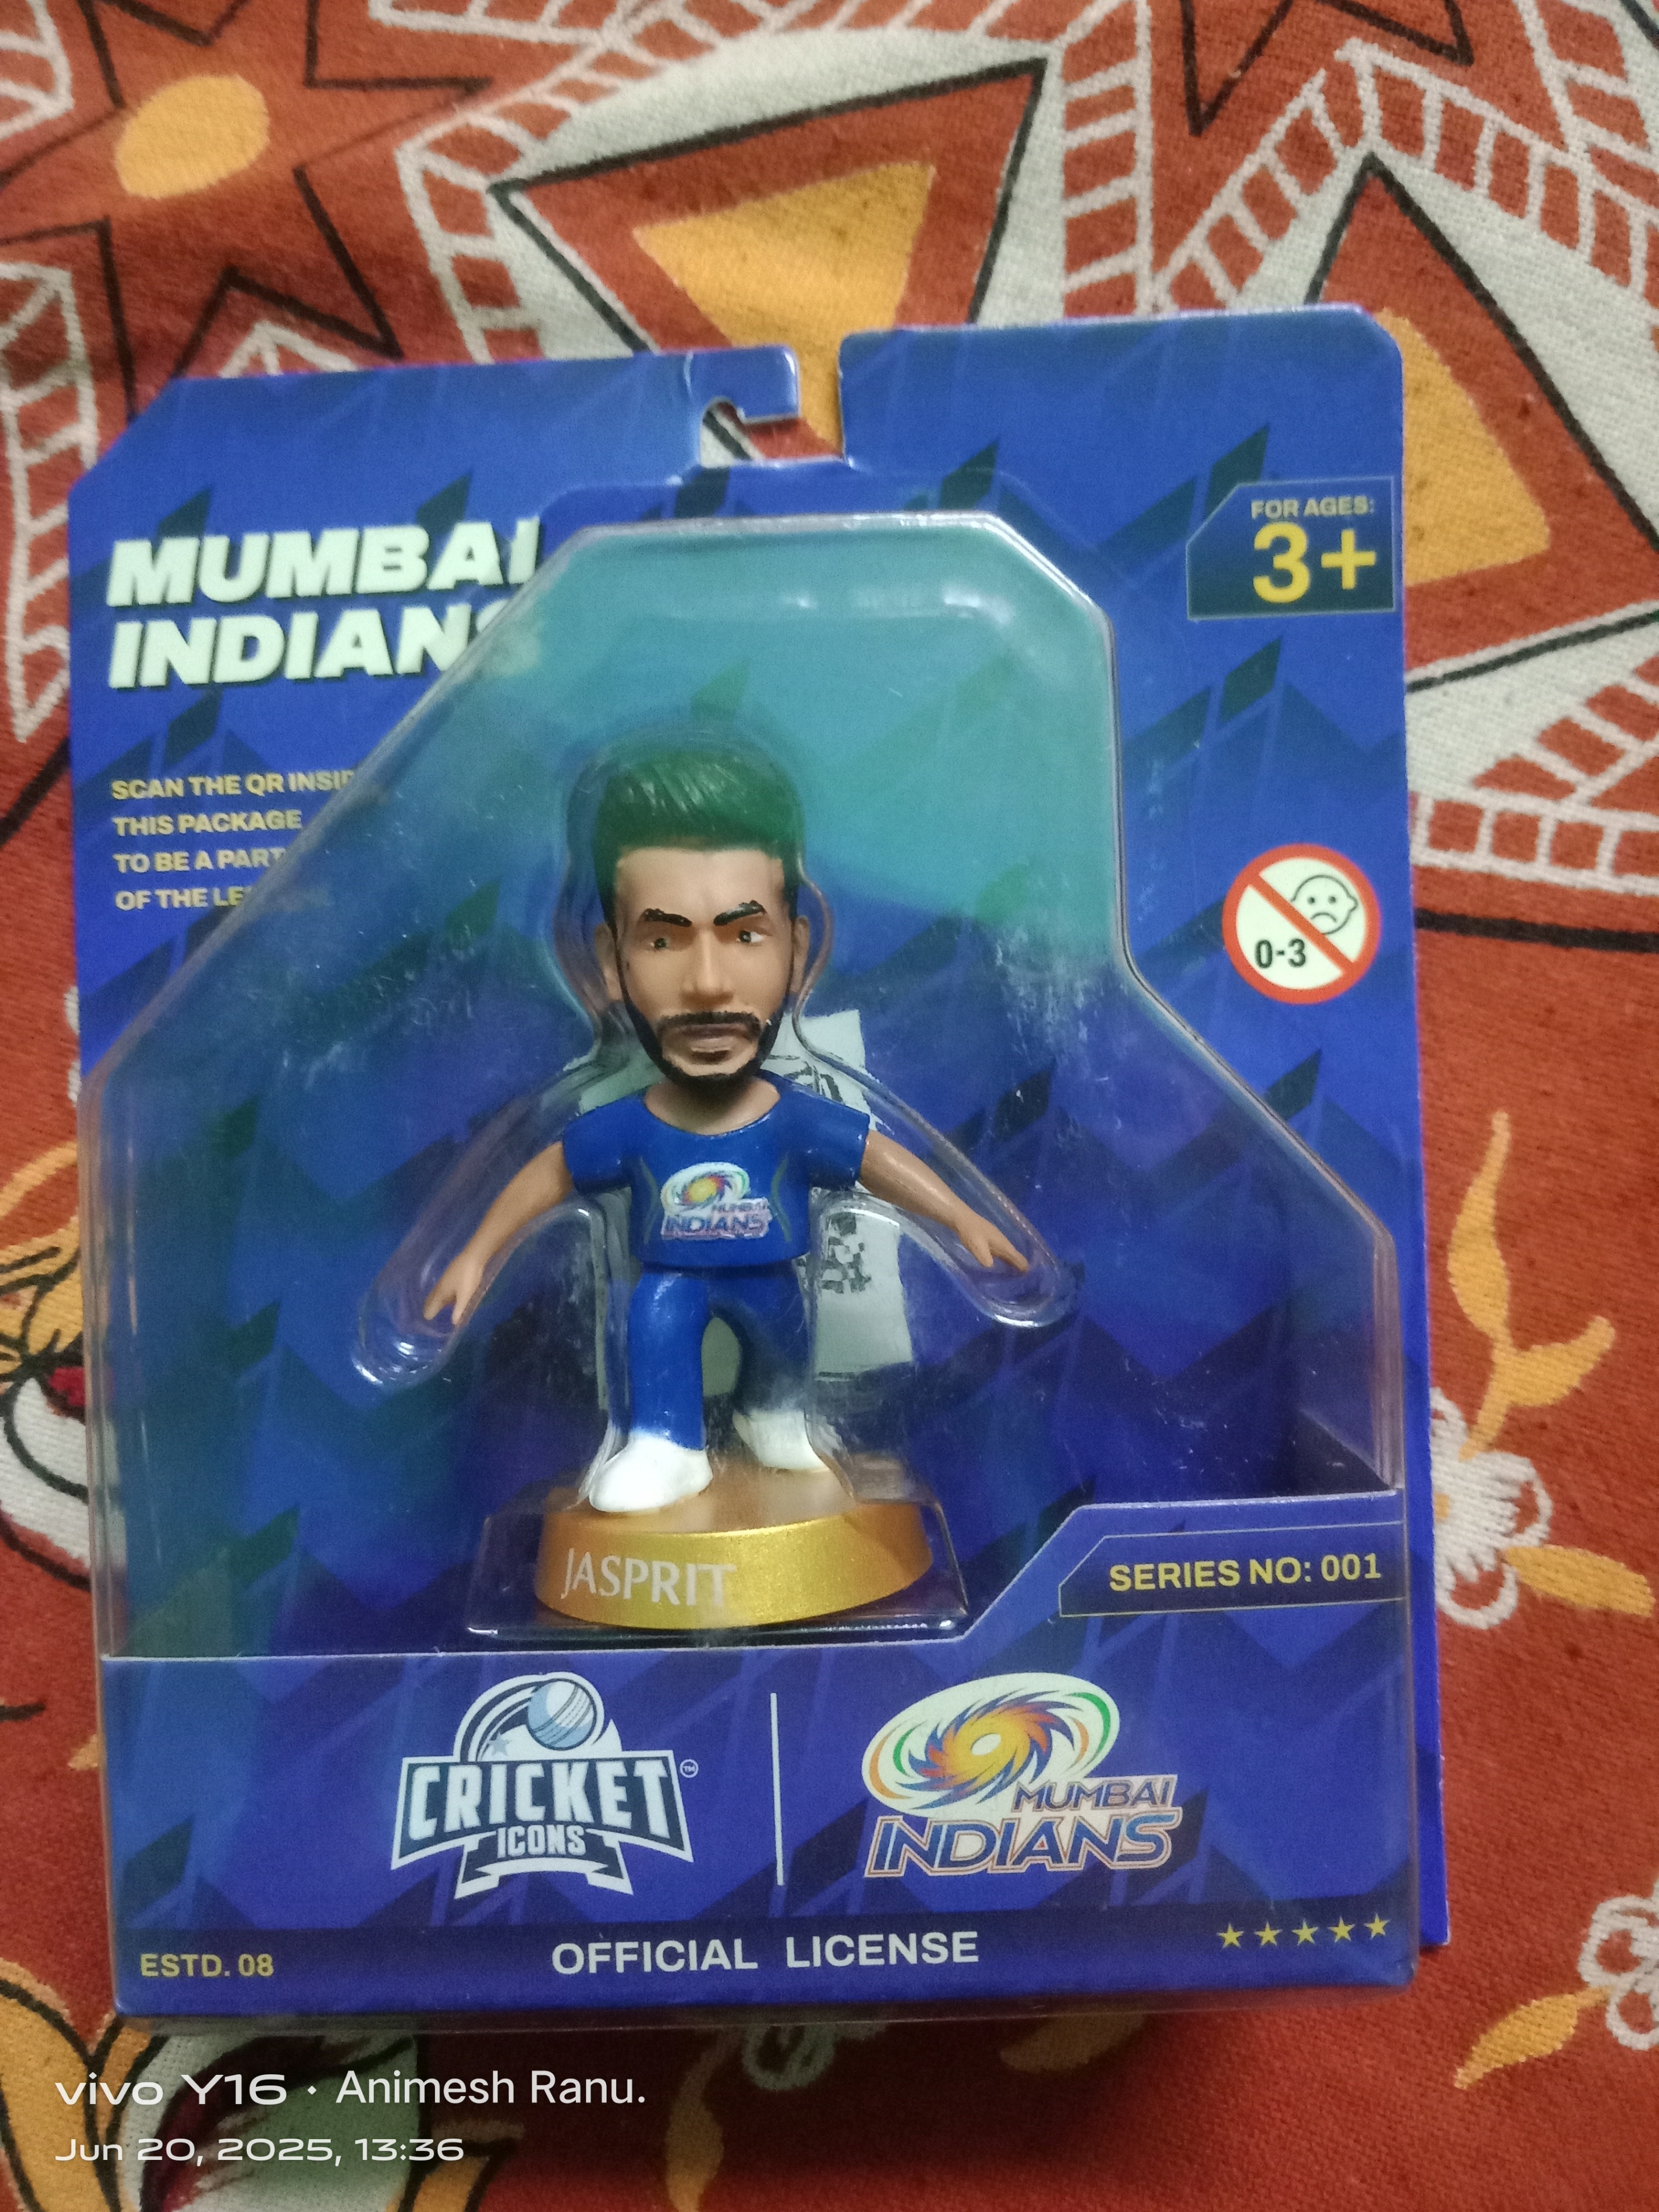 FOR AGES:
3+
MUMBAI
INDIANS
SCAN THE QR INSIDE
THIS PACKAGE
TO BE A PART
OF THE
0-3
MUMBAI
INDIANS
JASPRIT
SERIES NO: 001
CRICKET
ICONS
TM
MUMBAI
INDIANS
ESTD. 08
OFFICIAL LICENSE
vivo Y16 · Animesh Ranu.
Jun 20, 2025, 13:36